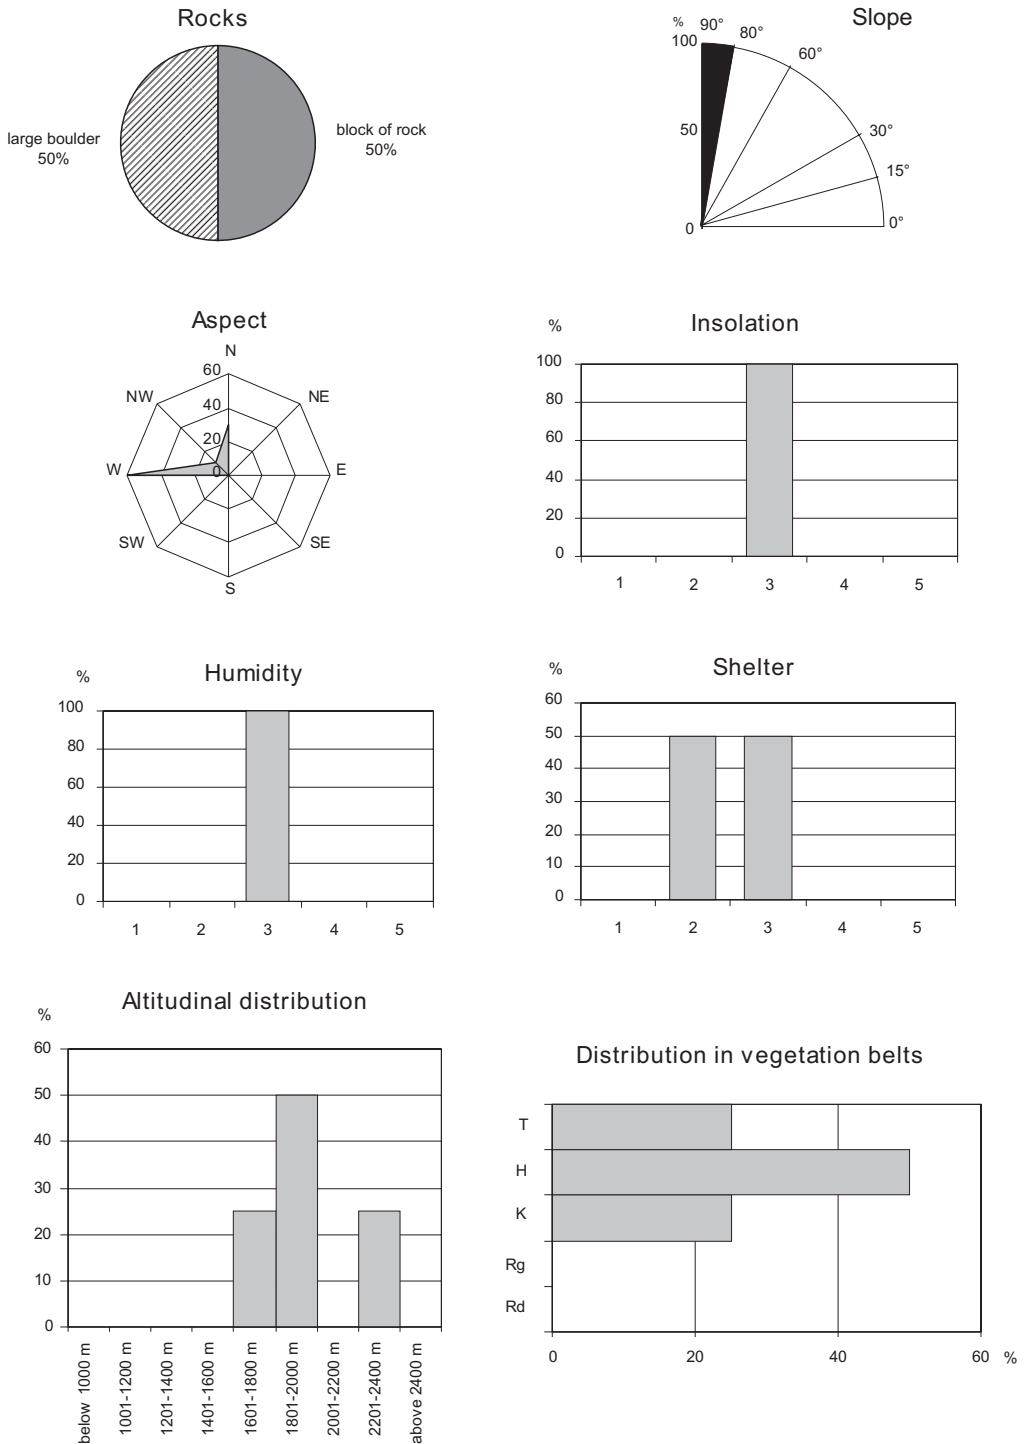 Rocks
large boulder
50%
block of rock
50%
Slope
%
100
50
0
90°
80°
60°
30°
15°
0°
Aspect
N
NE
E
SE
S
SW
W
NW
60
40
20
0
Insolation
%
100
80
60
40
20
0
1 2 3 4 5
Humidity
%
100
80
60
40
20
0
1 2 3 4 5
Shelter
%
60
50
40
30
20
10
0
1 2 3 4 5
Altitudinal distribution
%
60
50
40
30
20
10
0
below 1000 m
1001-1200 m
1201-1400 m
1401-1600 m
1601-1800 m
1801-2000 m
2001-2200 m
2201-2400 m
above 2400 m
Distribution in vegetation belts
T
H
K
Rg
Rd
0 20 40 60 %